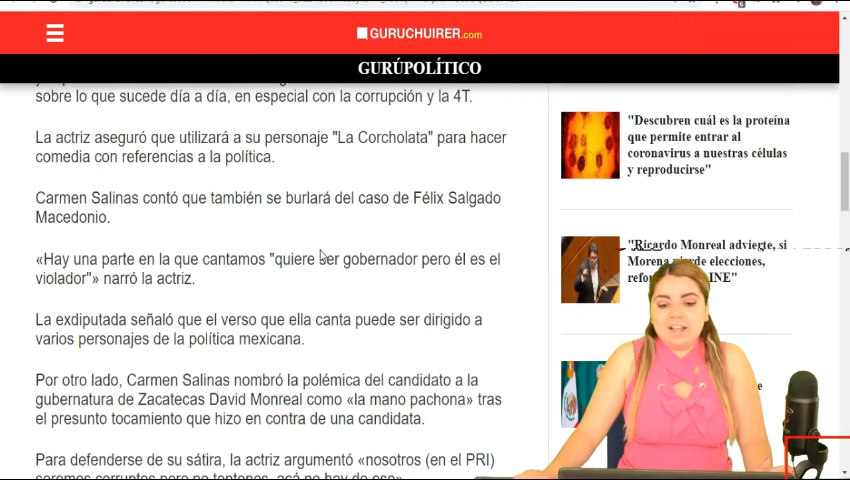 GURUCHUIRER.com
GURÚPOLÍTICO
sobre lo que sucede día a día, en especial con la corrupción y la 4T.
La actriz aseguró que utilizará a su personaje "La Corcholata" para hacer
comedia con referencias a la política.
Carmen Salinas contó que también se burlará del caso de Félix Salgado
Macedonio.
«Hay una parte en la que cantamos "quiere ser gobernador pero él es el
violador"» narró la actriz.
La exdiputada señaló que el verso que ella canta puede ser dirigido a
varios personajes de la política mexicana.
Por otro lado, Carmen Salinas nombró la polémica del candidato a la
gubernatura de Zacatecas David Monreal como «la mano pachona» tras
el presunto tocamiento que hizo en contra de una candidata.
Para defenderse de su sátira, la actriz argumentó «nosotros (en el PRI)
seremos corruptos pero no tentones, acá no hay de eso»
"Descubren cuál es la proteína
que permite entrar al
coronavirus a nuestras células
y reproducirse"
"Ricardo Monreal advierte, si
Morena pierde elecciones,
INE"